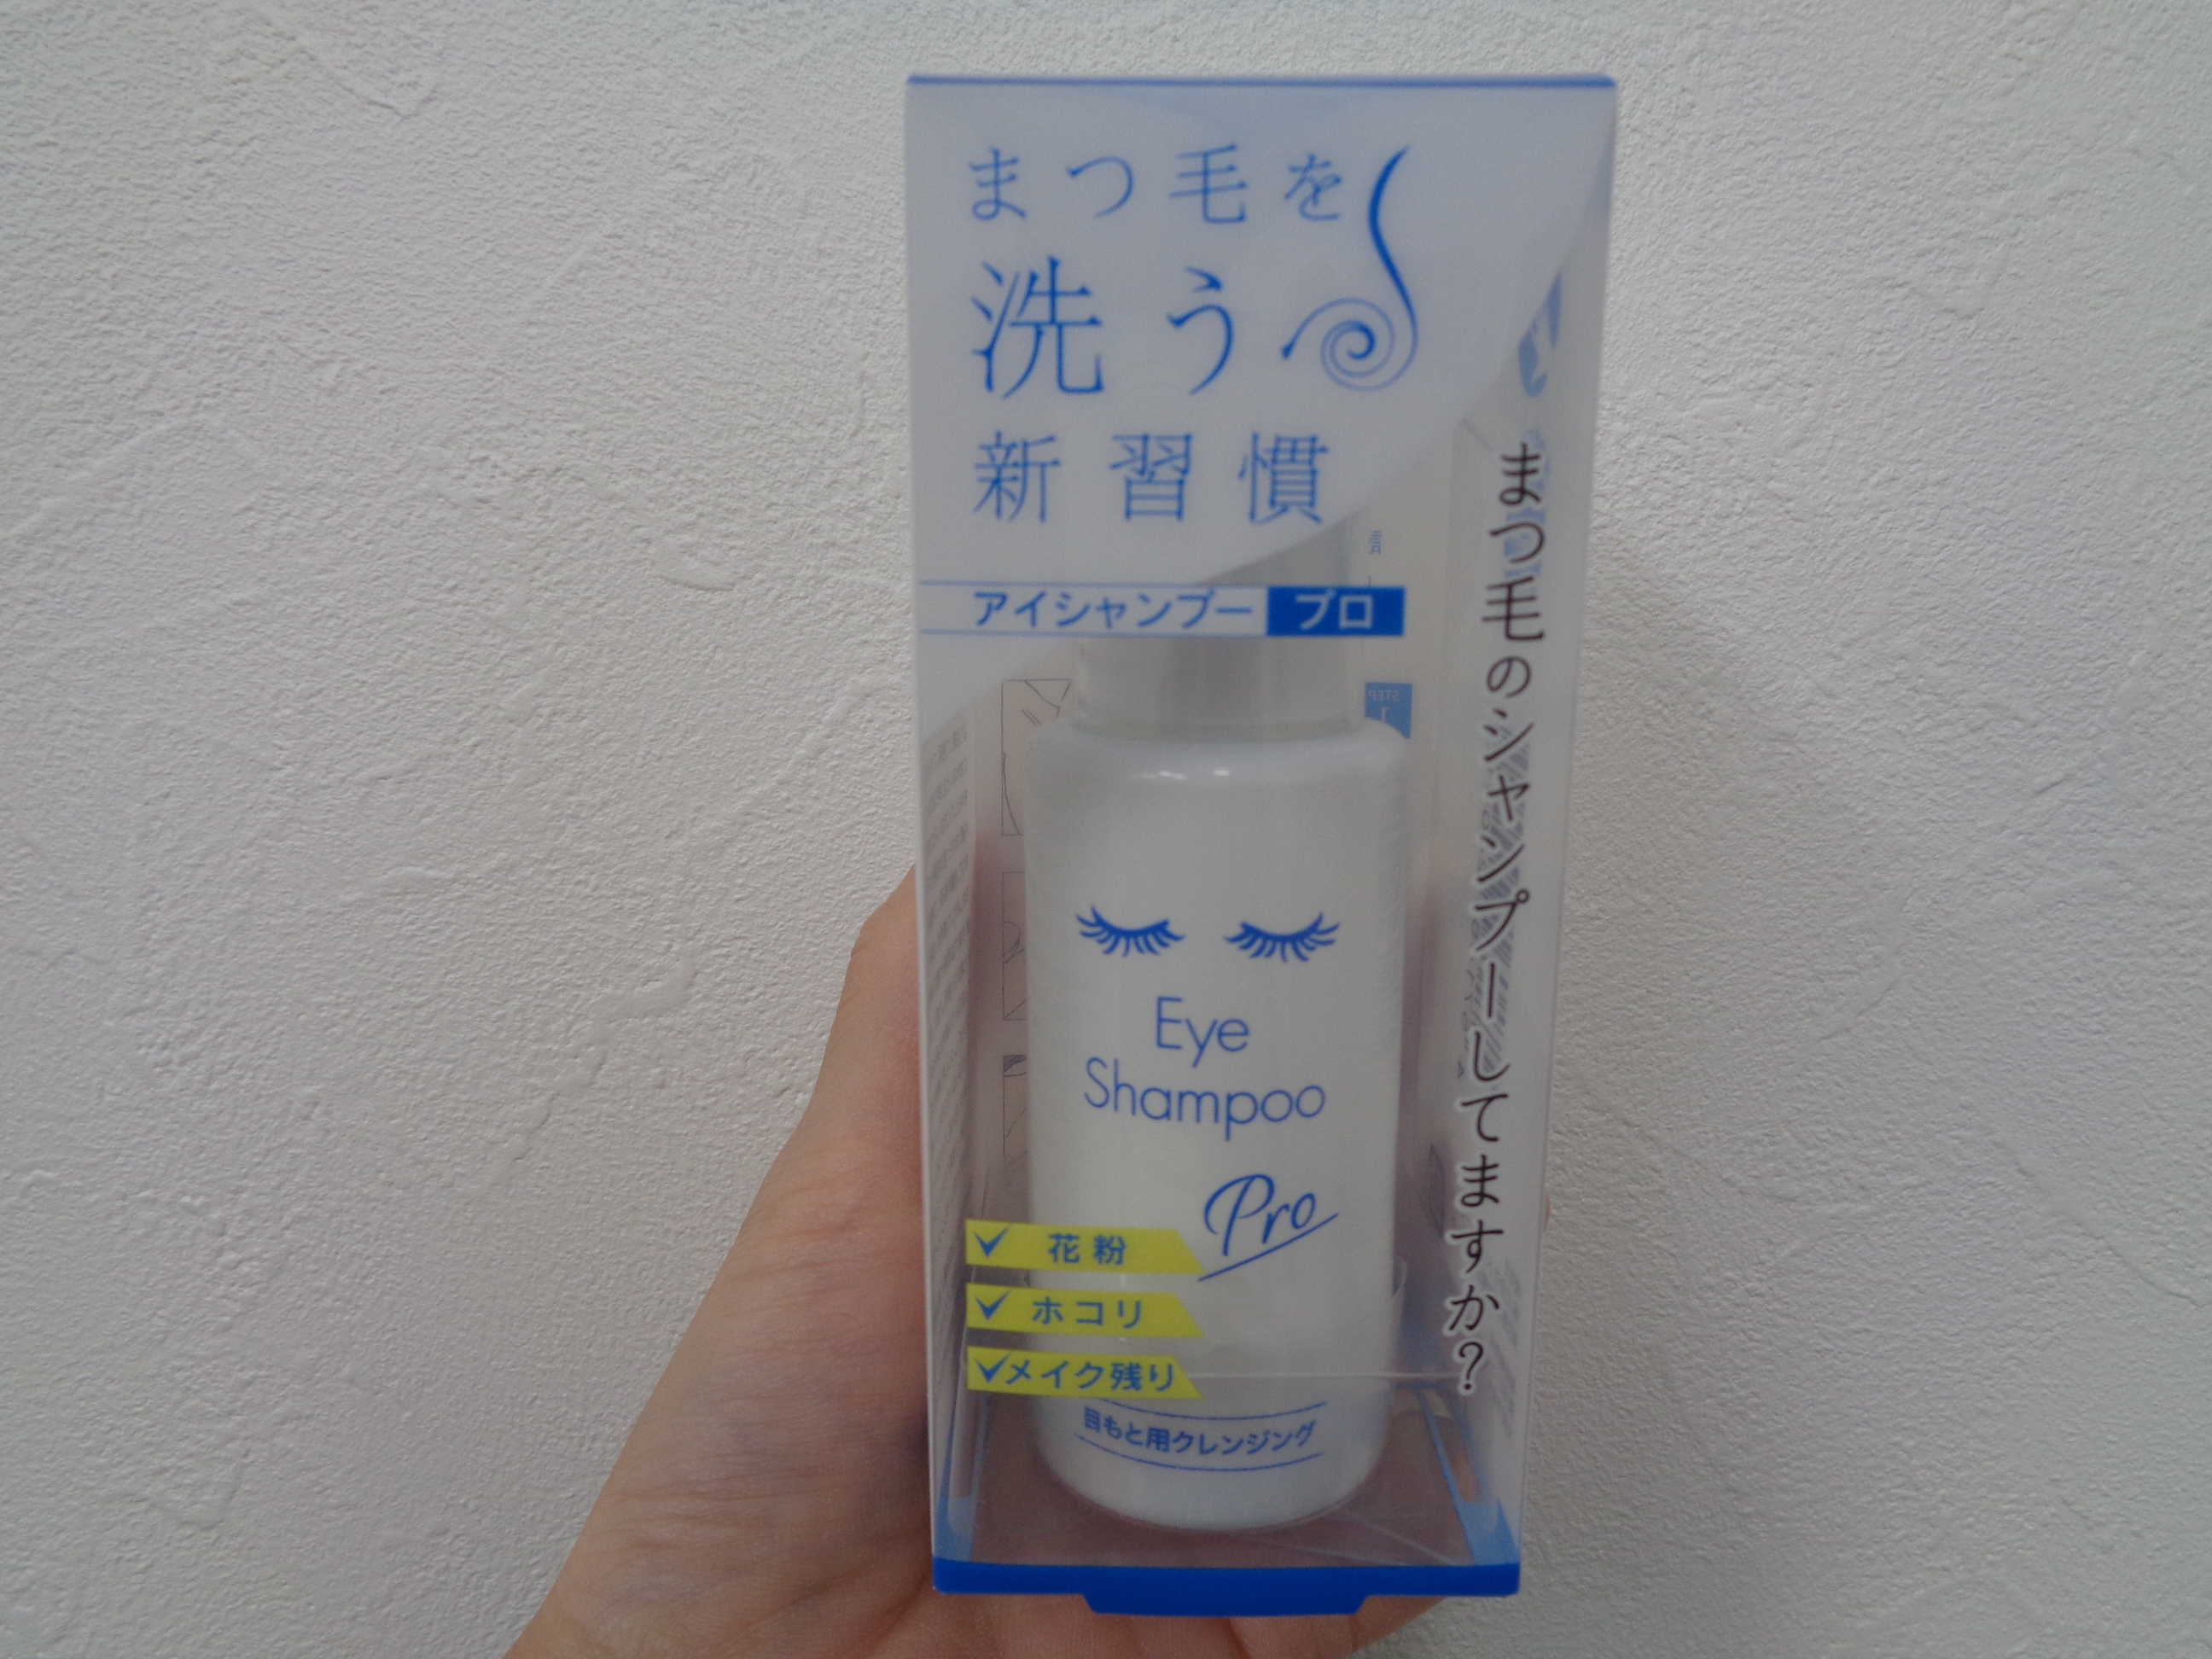 まつ毛を
洗う
新習慣
アイシャンプー プロ
Eye
Shampoo
Pro
花粉
ホコリ
メイク残り
目もと用クレンジング
まつ毛のシャンプーしてますか?
STEP
1